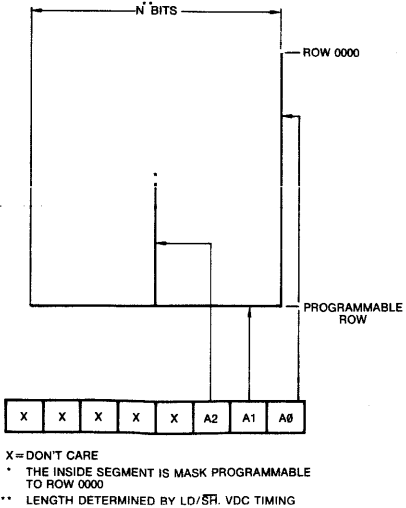 N** BITS
ROW 0000
*
PROGRAMMABLE
ROW
X X X X X A2 A1 A0
X = DON'T CARE
* THE INSIDE SEGMENT IS MASK PROGRAMMABLE
TO ROW 0000
** LENGTH DETERMINED BY LD/S̅H̅. VDC TIMING